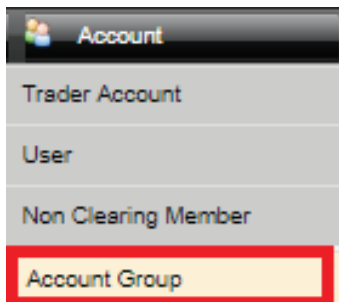 Account
Trader Account
User
Non Clearing Member
Account Group